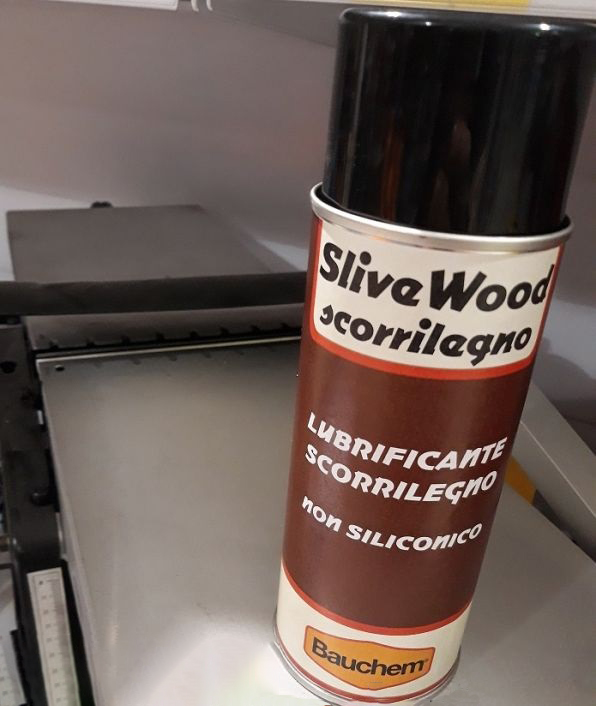 SliveWood
scorrilegno
LUBRIFICANTE
SCORRILEGNO
non SILICONICO
Bauchem